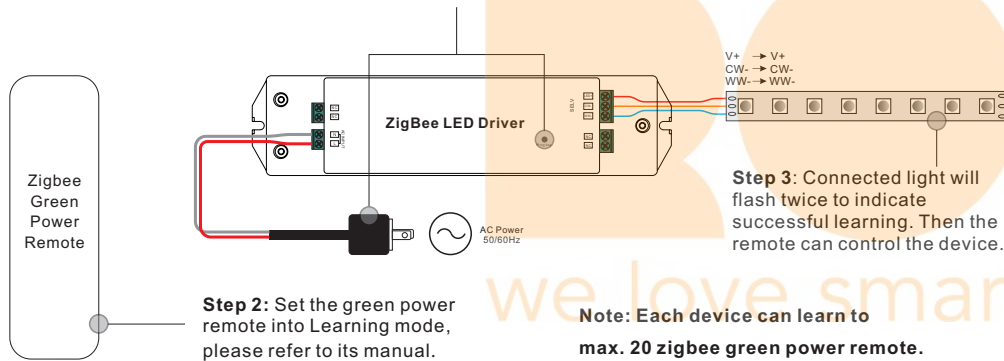 V+ → V+
CW- → CW-
WW- → WW-
SELV
ZigBee LED Driver
Zigbee
Green
Power
Remote
AC Power
50/60Hz
Step 3: Connected light will
flash twice to indicate
successful learning. Then the
remote can control the device.
Step 2: Set the green power
remote into Learning mode,
please refer to its manual.
Note: Each device can learn to
max. 20 zigbee green power remote.
we love smar